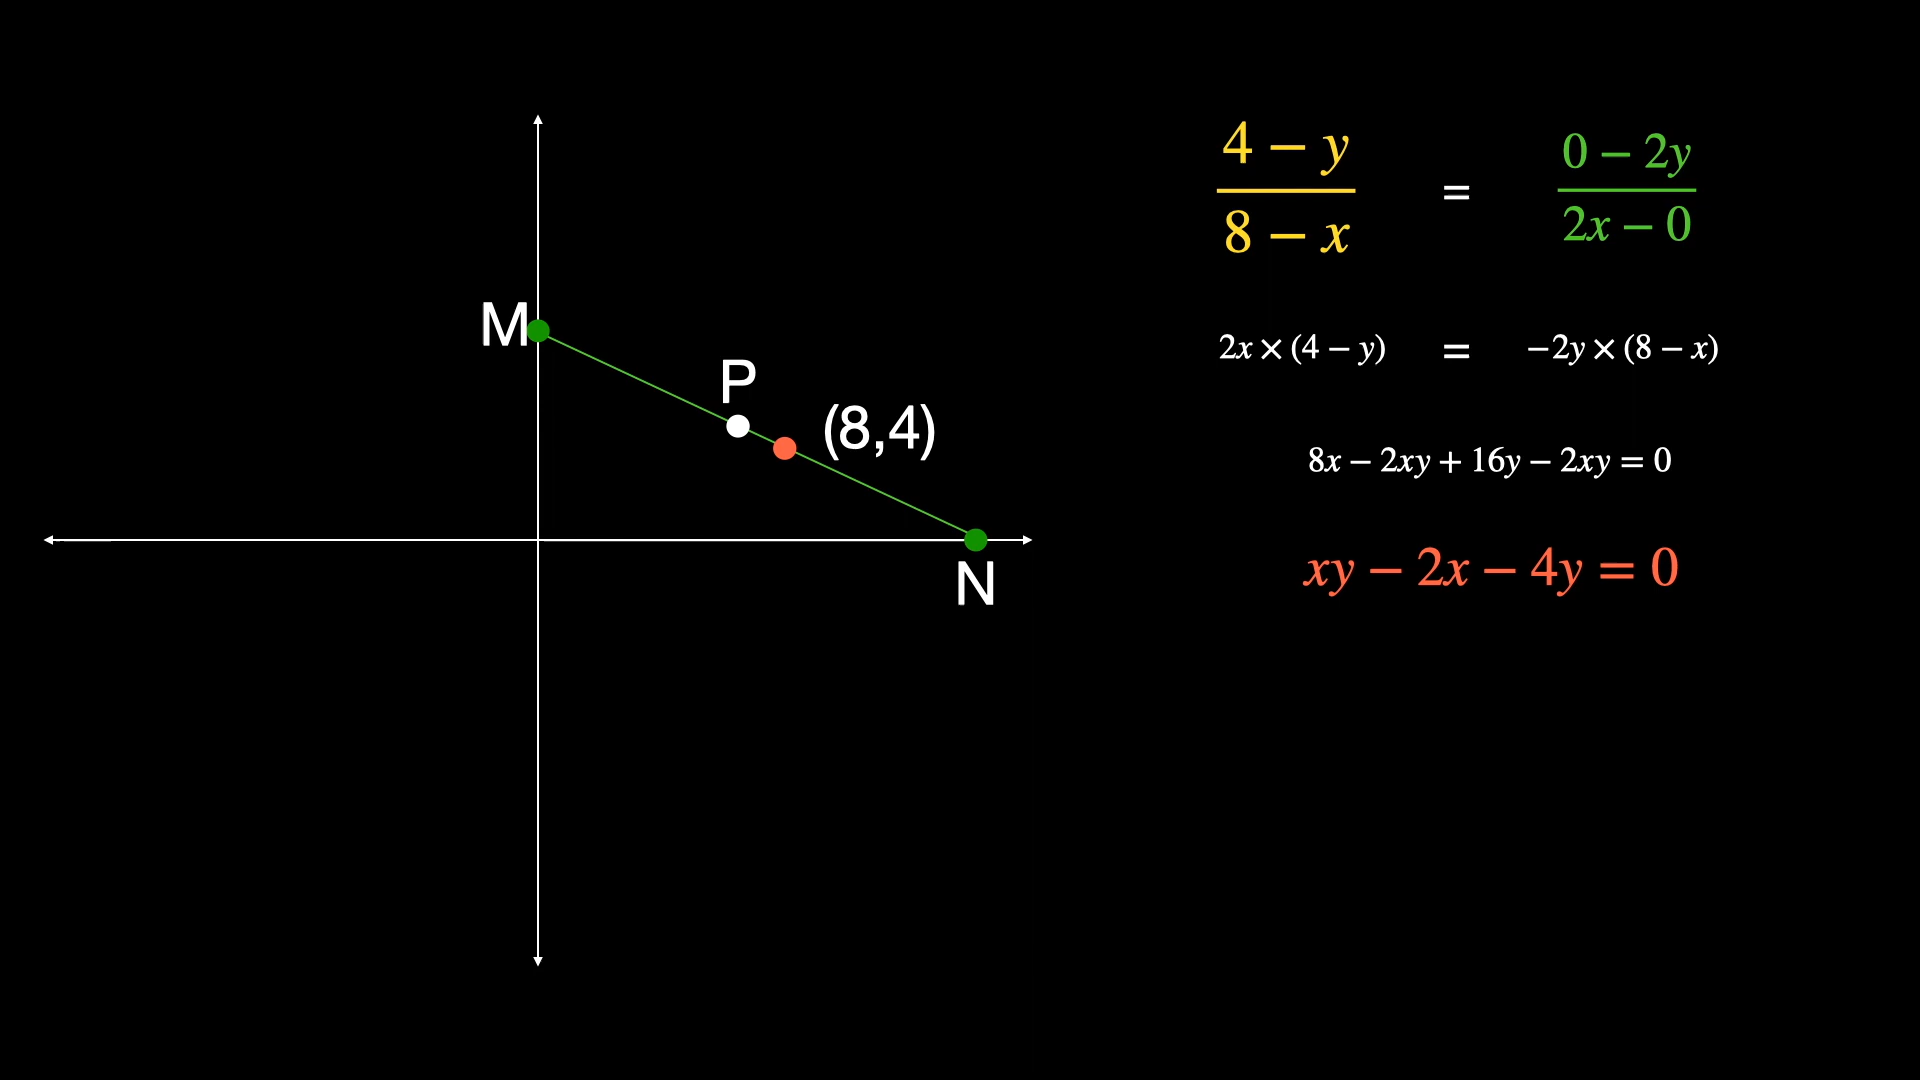 M
P
(8,4)
N
4 − y / 8 − x = 0 − 2y / 2x − 0
2x × (4 − y) = −2y × (8 − x)
8x − 2xy + 16y − 2xy = 0
xy − 2x − 4y = 0